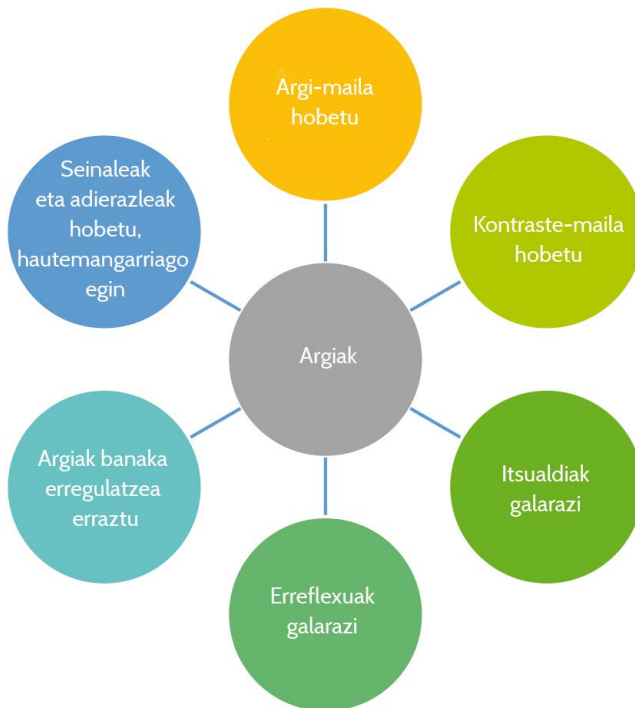 Argi-maila
hobetu
Seinaleak
eta adierazleak
hobetu,
hautemangarriago
egin
Kontraste-maila
hobetu
Argiak
Argiak banaka
erregulatzea
erraztu
Itsualdiak
galarazi
Erreflexuak
galarazi